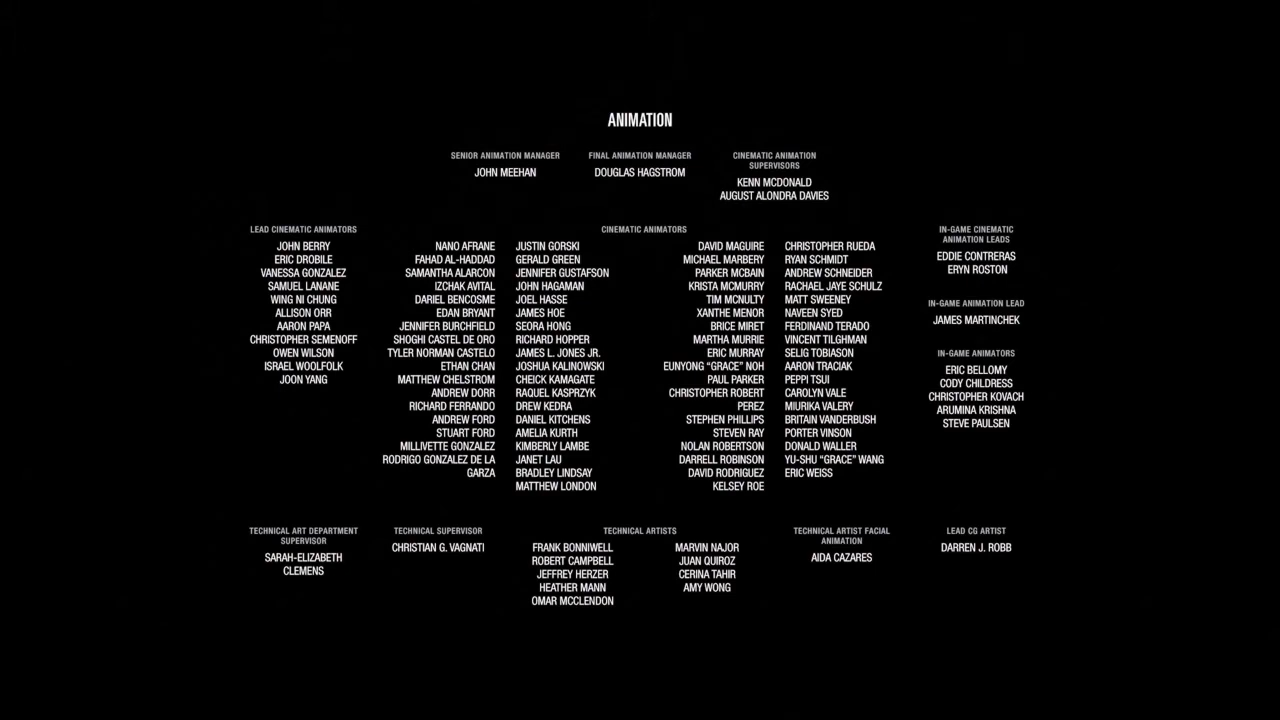 ANIMATION
SENIOR ANIMATION MANAGER
JOHN MEEHAN
FINAL ANIMATION MANAGER
DOUGLAS HAGSTROM
CINEMATIC ANIMATION
SUPERVISORS
KENN MCDONALD
AUGUST ALONDRA DAVIES
LEAD CINEMATIC ANIMATORS
JOHN BERRY
ERIC DROBILE
VANESSA GONZALEZ
SAMUEL LANANE
WING NI CHUNG
ALLISON ORR
AARON PAPA
CHRISTOPHER SEMENOFF
OWEN WILSON
ISRAEL WOOLFOLK
JOON YANG
CINEMATIC ANIMATORS
NANO AFRANE
FAHAD AL-HADDAD
SAMANTHA ALARCON
IZCHAK AVITAL
DARIEL BENCOSME
EDAN BRYANT
JENNIFER BURCHFIELD
SHOGHI CASTEL DE ORO
TYLER NORMAN CASTELO
ETHAN CHAN
MATTHEW CHELSTROM
ANDREW DORR
RICHARD FERRANDO
ANDREW FORD
STUART FORD
MILLIVETTE GONZALEZ
RODRIGO GONZALEZ DE LA
GARZA
JUSTIN GORSKI
GERALD GREEN
JENNIFER GUSTAFSON
JOHN HAGAMAN
JOEL HASSE
JAMES HOE
SEORA HONG
RICHARD HOPPER
JAMES L. JONES JR.
JOSHUA KALINOWSKI
CHEICK KAMAGATE
RAQUEL KASPRZYK
DREW KEDRA
DANIEL KITCHENS
AMELIA KURTH
KIMBERLY LAMBE
JANET LAU
BRADLEY LINDSAY
MATTHEW LONDON
DAVID MAGUIRE
MICHAEL MARBERY
PARKER MCBAIN
KRISTA MCMURRY
TIM MCNULTY
XANTHE MENOR
BRICE MIRET
MARTHA MURRIE
ERIC MURRAY
EUNYONG “GRACE” NOH
PAUL PARKER
CHRISTOPHER ROBERT
PEREZ
STEPHEN PHILLIPS
STEVEN RAY
NOLAN ROBERTSON
DARRELL ROBINSON
DAVID RODRIGUEZ
KELSEY ROE
CHRISTOPHER RUEDA
RYAN SCHMIDT
ANDREW SCHNEIDER
RACHAEL JAYE SCHULZ
MATT SWEENEY
NAVEEN SYED
FERDINAND TERADO
VINCENT TILGHMAN
SELIG TOBIASON
AARON TRACIAK
PEPPI TSUI
CAROLYN VALE
MIURIKA VALERY
BRITAIN VANDERBUSH
PORTER VINSON
DONALD WALLER
YU-SHU “GRACE” WANG
ERIC WEISS
IN-GAME CINEMATIC
ANIMATION LEADS
EDDIE CONTRERAS
ERYN ROSTON
IN-GAME ANIMATION LEAD
JAMES MARTINCHEK
IN-GAME ANIMATORS
ERIC BELLOMY
CODY CHILDRESS
CHRISTOPHER KOVACH
ARUMINA KRISHNA
STEVE PAULSEN
TECHNICAL ART DEPARTMENT
SUPERVISOR
SARAH-ELIZABETH
CLEMENS
TECHNICAL SUPERVISOR
CHRISTIAN G. VAGNATI
TECHNICAL ARTISTS
FRANK BONNIWELL
ROBERT CAMPBELL
JEFFREY HERZER
HEATHER MANN
OMAR MCCLENDON
MARVIN NAJOR
JUAN QUIROZ
CERINA TAHIR
AMY WONG
TECHNICAL ARTIST FACIAL
ANIMATION
AIDA CAZARES
LEAD CG ARTIST
DARREN J. ROBB